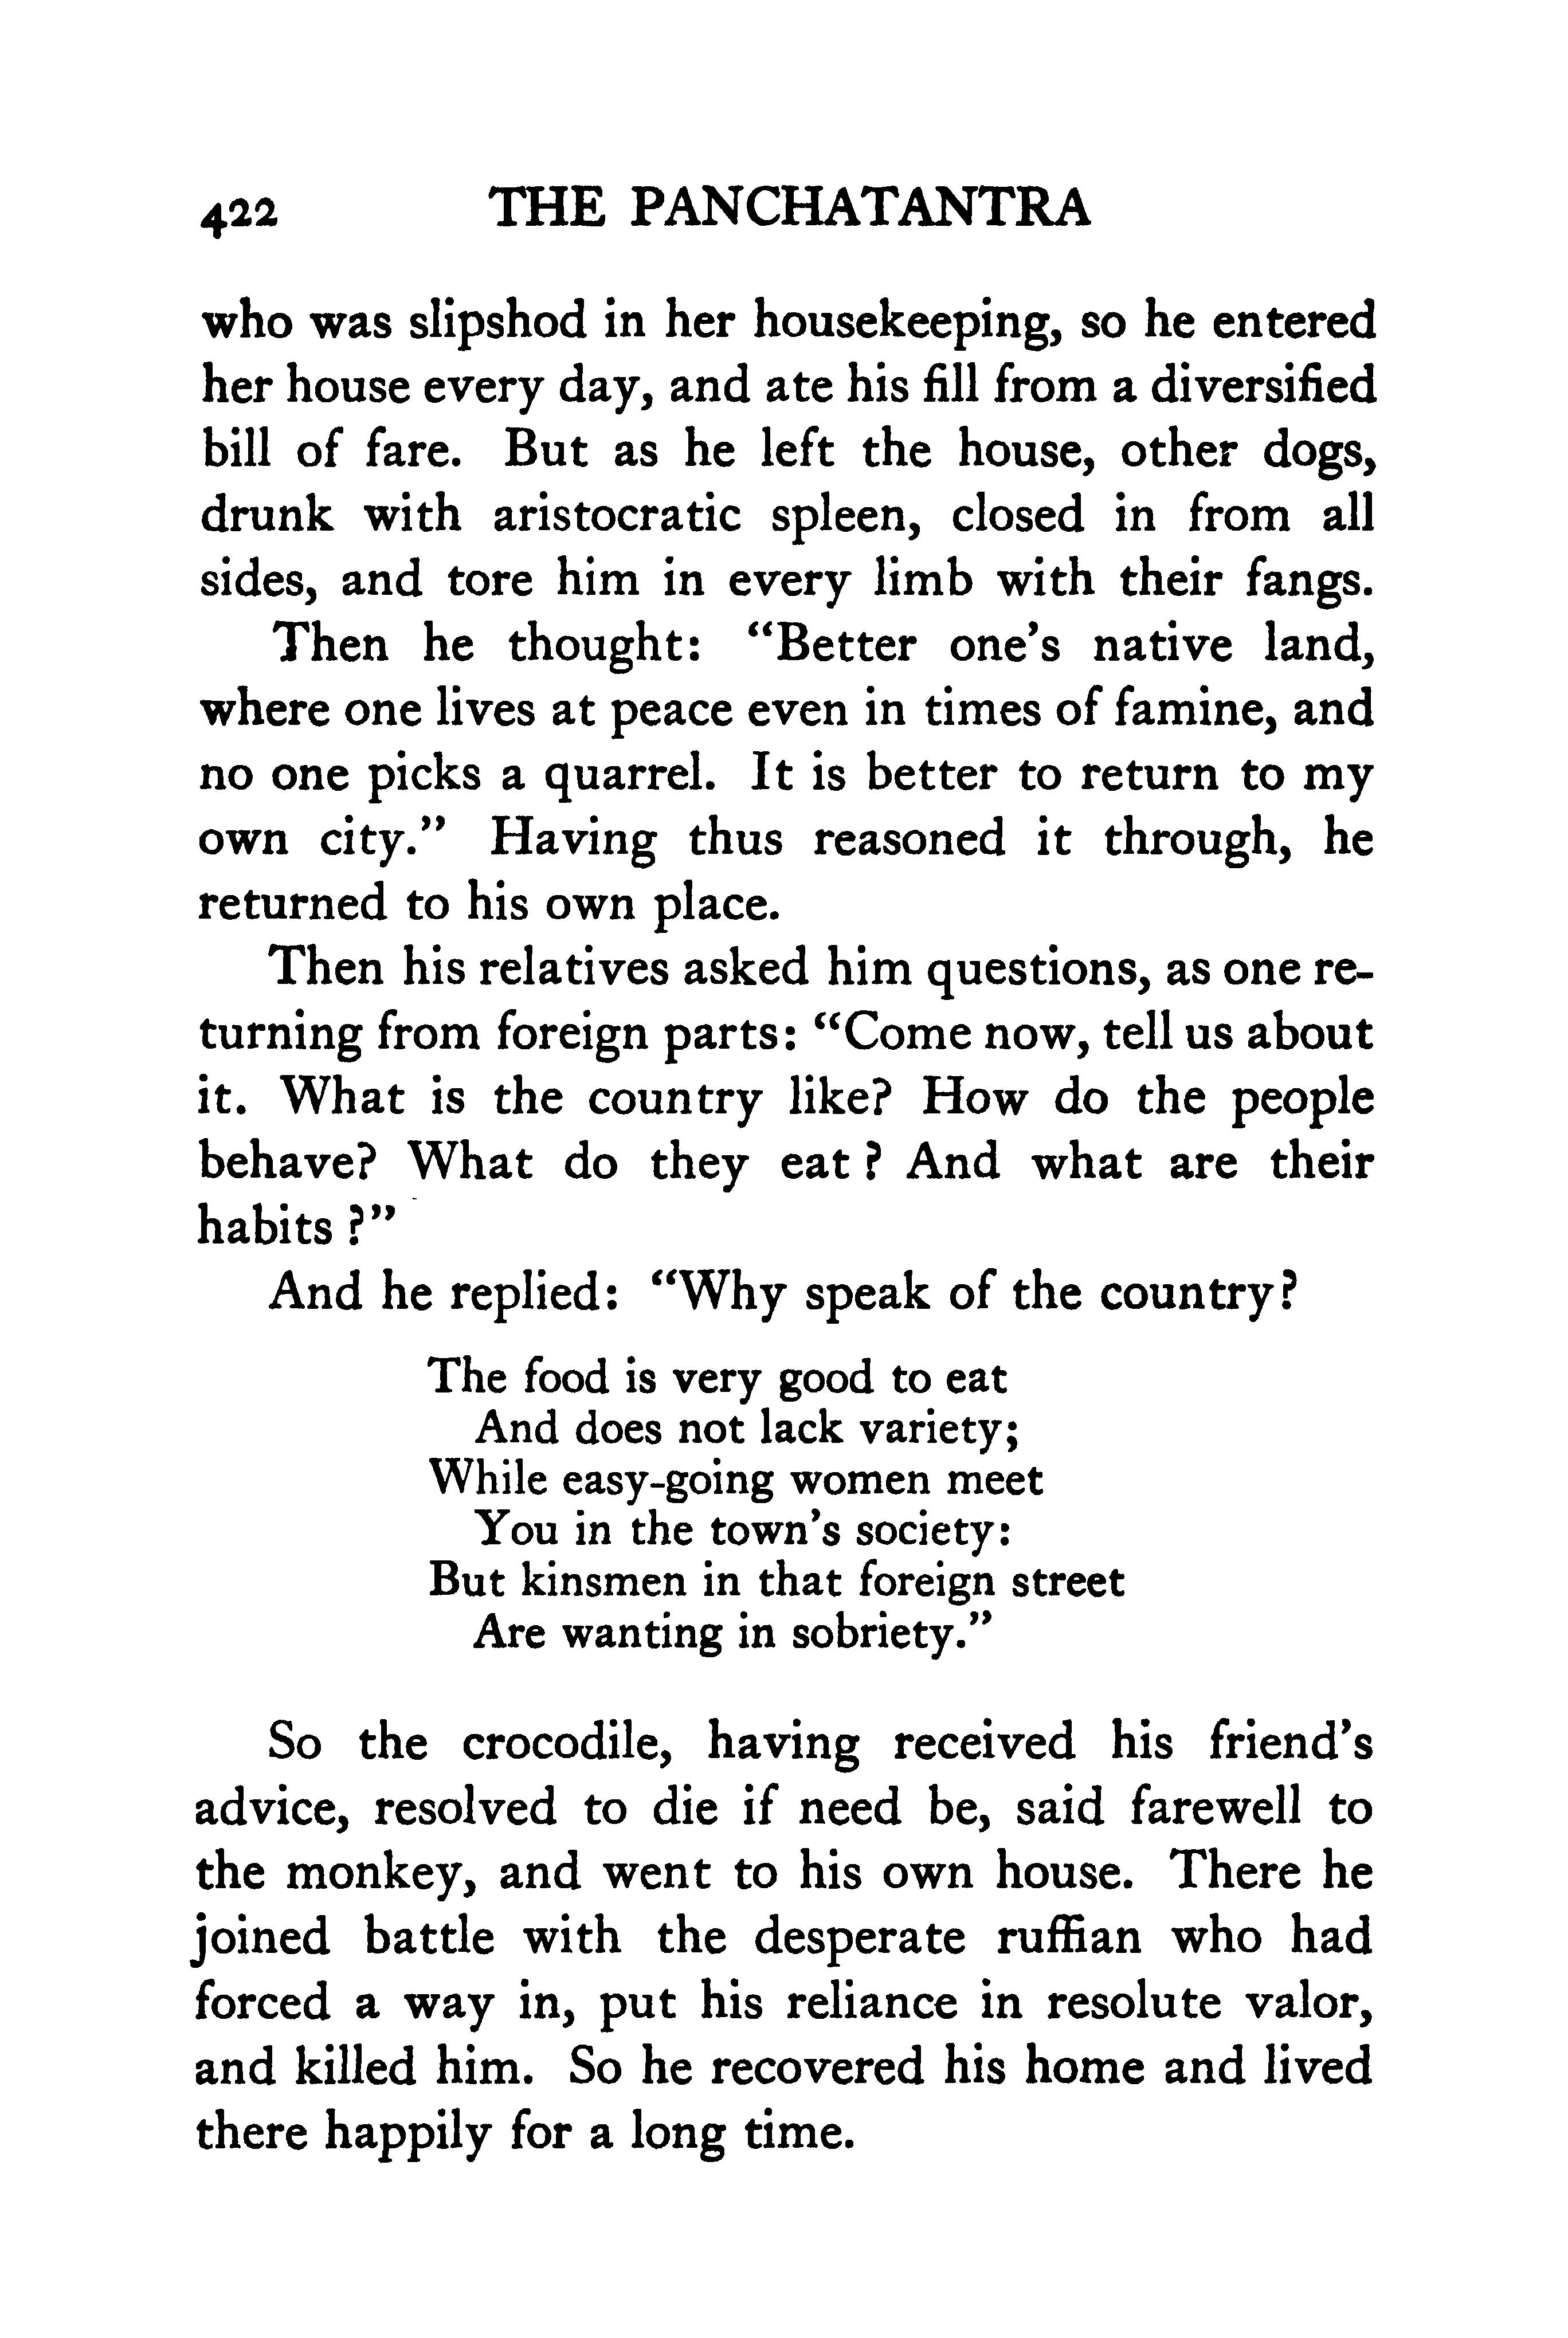 422 THE PANCHATANTRA
who was slipshod in her housekeeping, so he entered
her house every day, and ate his fill from a diversified
bill of fare. But as he left the house, other dogs,
drunk with aristocratic spleen, closed in from all
sides, and tore him in every limb with their fangs.
Then he thought: “Better one’s native land,
where one lives at peace even in times of famine, and
no one picks a quarrel. It is better to return to my
own city.” Having thus reasoned it through, he
returned to his own place.
Then his relatives asked him questions, as one re-
turning from foreign parts: “Come now, tell us about
it. What is the country like? How do the people
behave? What do they eat? And what are their
habits?”
And he replied: “Why speak of the country?
The food is very good to eat
And does not lack variety;
While easy-going women meet
You in the town’s society:
But kinsmen in that foreign street
Are wanting in sobriety.”
So the crocodile, having received his friend’s
advice, resolved to die if need be, said farewell to
the monkey, and went to his own house. There he
joined battle with the desperate ruffian who had
forced a way in, put his reliance in resolute valor,
and killed him. So he recovered his home and lived
there happily for a long time.